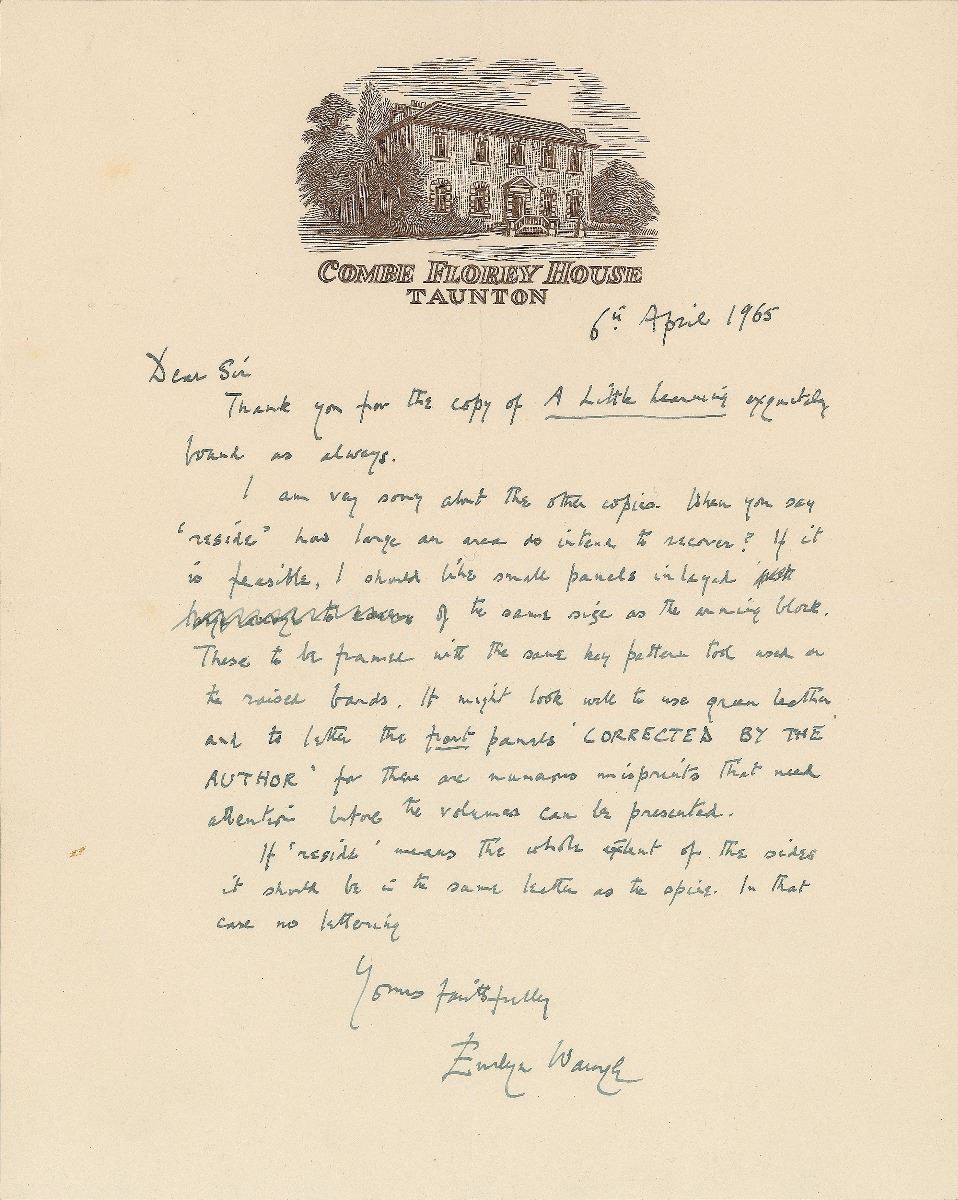 COMBE FLOREY HOUSE
TAUNTON
6th April 1965
Dear Sir
Thank you for the copy of A Little Learning exquitely
bound as always.
I am very sorry about the other copies. When you say
'reside' how large an area do intend to recover? If it
is feasible, I should like small panels inlayed
of the same size as the arming block.
These to be framed with the same key pattern tool used on
the raised bands. It might look well to use green leather
and to letter the front panels 'CORRECTED BY THE
AUTHOR' for there are numerous misprints that need
attention before the volumes can be presented.
If 'reside' means the whole extent of the sides
it should be in the same leather as the spine. In that
case no lettering
Yours faithfully
Evelyn Waugh